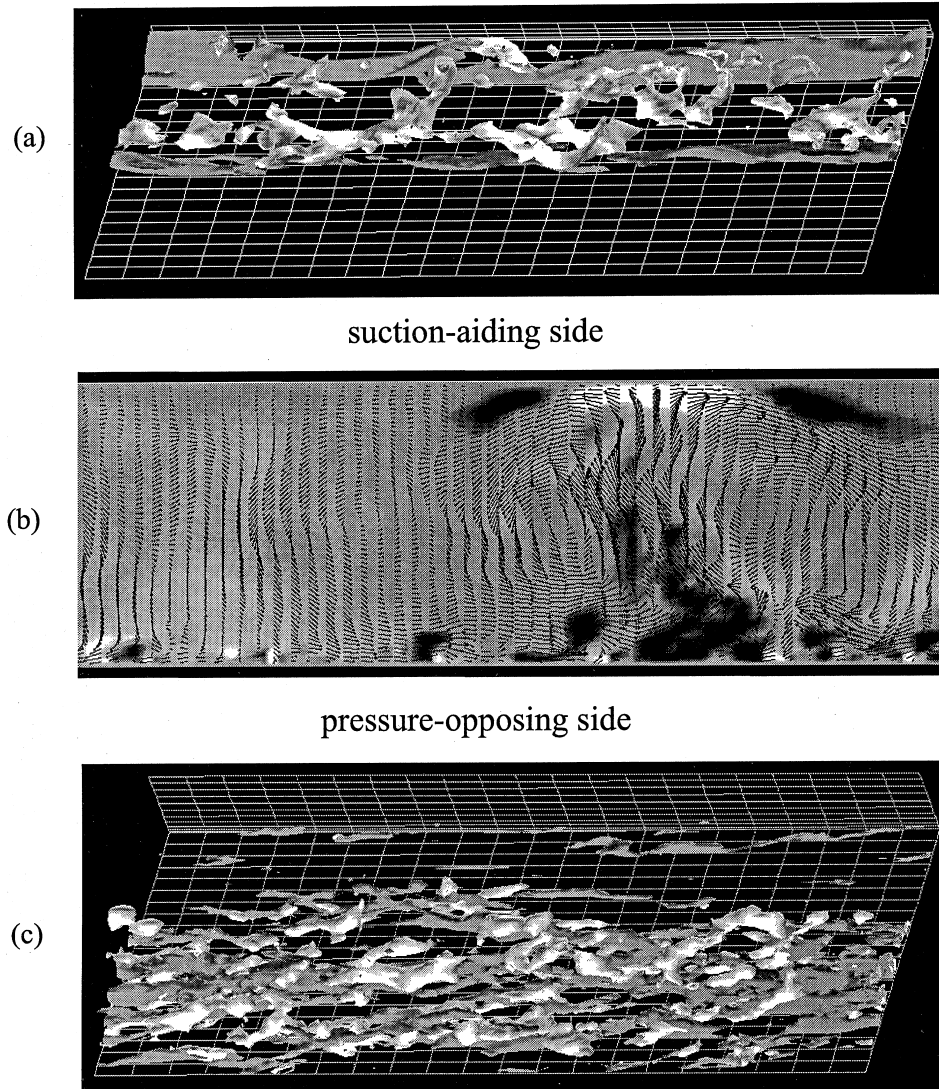 (a)
suction-aiding side
(b)
pressure-opposing side
(c)